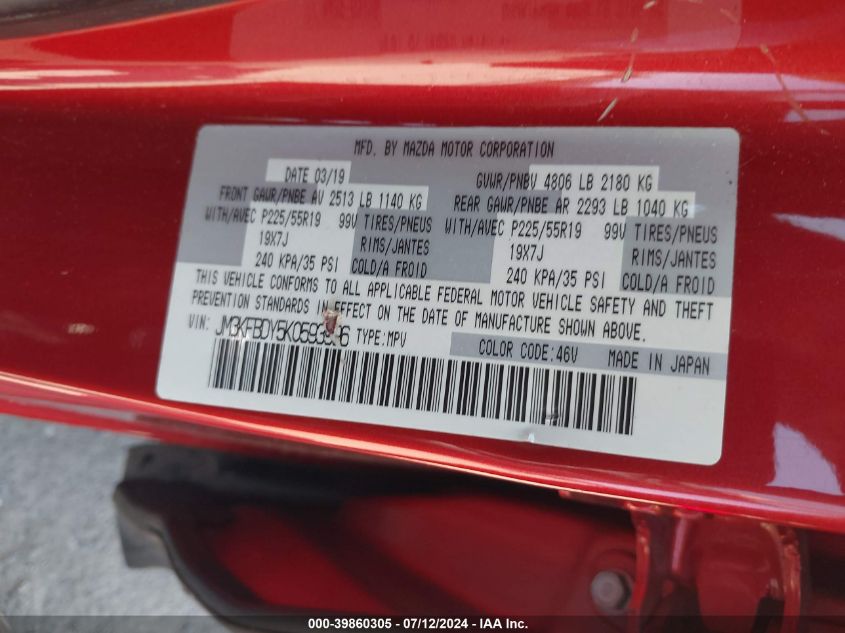 MFD. BY MAZDA MOTOR CORPORATION
DATE 03/19 GVWR/PNBV 4806 LB 2180 KG
FRONT GAWR/PNBE AV 2513 LB 1140 KG REAR GAWR/PNBE AR 2293 LB 1040 KG
WITH/AVEC P225/55R19 99V TIRES/PNEUS WITH/AVEC P225/55R19 99V TIRES/PNEUS
19X7J RIMS/JANTES 19X7J RIMS/JANTES
240 KPA/35 PSI COLD/A FROID 240 KPA/35 PSI COLD/A FROID
THIS VEHICLE CONFORMS TO ALL APPLICABLE FEDERAL MOTOR VEHICLE SAFETY AND THEFT
PREVENTION STANDARDS IN EFFECT ON THE DATE OF MANUFACTURE SHOWN ABOVE.
VIN: TYPE:MPV
COLOR CODE:46V MADE IN JAPAN
000-39860305 - 07/12/2024 - IAA Inc.